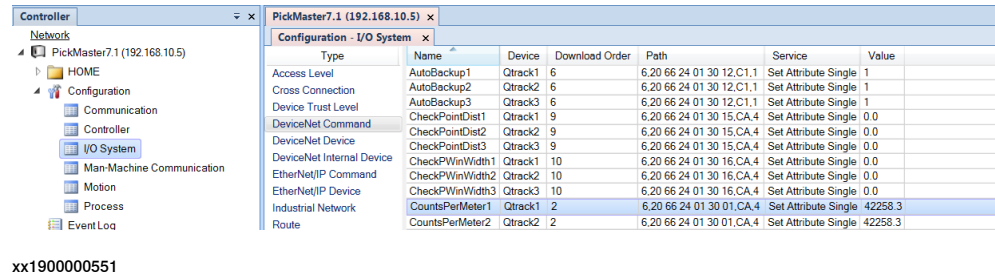 Controller
PickMaster7.1 (192.168.10.5)
Network
PickMaster7.1 (192.168.10.5)
HOME
Configuration
Communication
Controller
I/O System
Man-Machine Communication
Motion
Process
Event Log
Configuration - I/O System
Type
Access Level
Cross Connection
Device Trust Level
DeviceNet Command
DeviceNet Device
DeviceNet Internal Device
EtherNet/IP Command
EtherNet/IP Device
Industrial Network
Route
Name Device Download Order Path Service Value
AutoBackup1 Qtrack1 6 6,20 66 24 01 30 12,C1,1 Set Attribute Single 1
AutoBackup2 Qtrack2 6 6,20 66 24 01 30 12,C1,1 Set Attribute Single 1
AutoBackup3 Qtrack3 6 6,20 66 24 01 30 12,C1,1 Set Attribute Single 1
CheckPointDist1 Qtrack1 9 6,20 66 24 01 30 15,CA,4 Set Attribute Single 0.0
CheckPointDist2 Qtrack2 9 6,20 66 24 01 30 15,CA,4 Set Attribute Single 0.0
CheckPointDist3 Qtrack3 9 6,20 66 24 01 30 15,CA,4 Set Attribute Single 0.0
CheckPWinWidth1 Qtrack1 10 6,20 66 24 01 30 16,CA,4 Set Attribute Single 0.0
CheckPWinWidth2 Qtrack2 10 6,20 66 24 01 30 16,CA,4 Set Attribute Single 0.0
CheckPWinWidth3 Qtrack3 10 6,20 66 24 01 30 16,CA,4 Set Attribute Single 0.0
CountsPerMeter1 Qtrack1 2 6,20 66 24 01 30 01,CA,4 Set Attribute Single 42258.3
CountsPerMeter2 Qtrack2 2 6,20 66 24 01 30 01,CA,4 Set Attribute Single 42258.3
xx1900000551